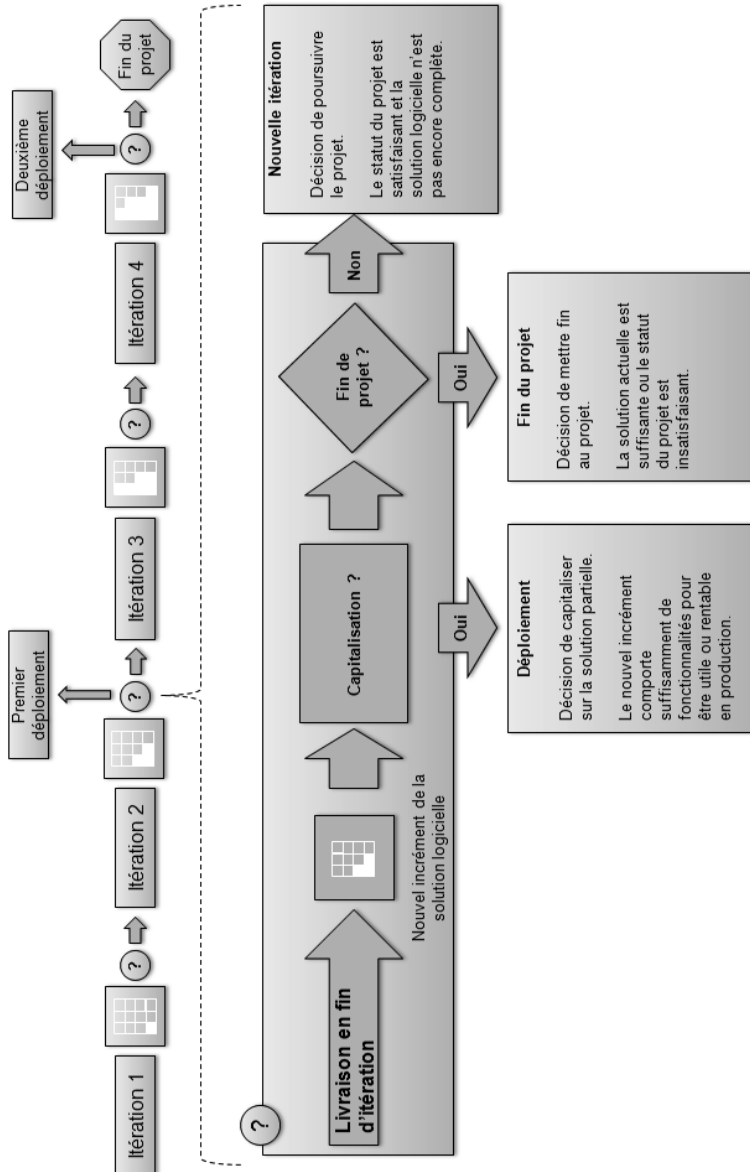 Premier
déploiement
Deuxième
déploiement
Itération 1
?
Itération 2
?
Itération 3
?
Itération 4
?
Fin du
projet
?
Livraison en fin
d'itération
Nouvel incrément de la
solution logicielle
Capitalisation ?
Fin de
projet ?
Non
Oui
Oui
Nouvelle itération
Décision de poursuivre
le projet.
Le statut du projet est
satisfaisant et la
solution logicielle n'est
pas encore complète.
Déploiement
Décision de capitaliser
sur la solution partielle.
Le nouvel incrément
comporte
suffisamment de
fonctionnalités pour
être utile ou rentable
en production.
Fin du projet
Décision de mettre fin
au projet.
La solution actuelle est
suffisante ou le statut
du projet est
insatisfaisant.